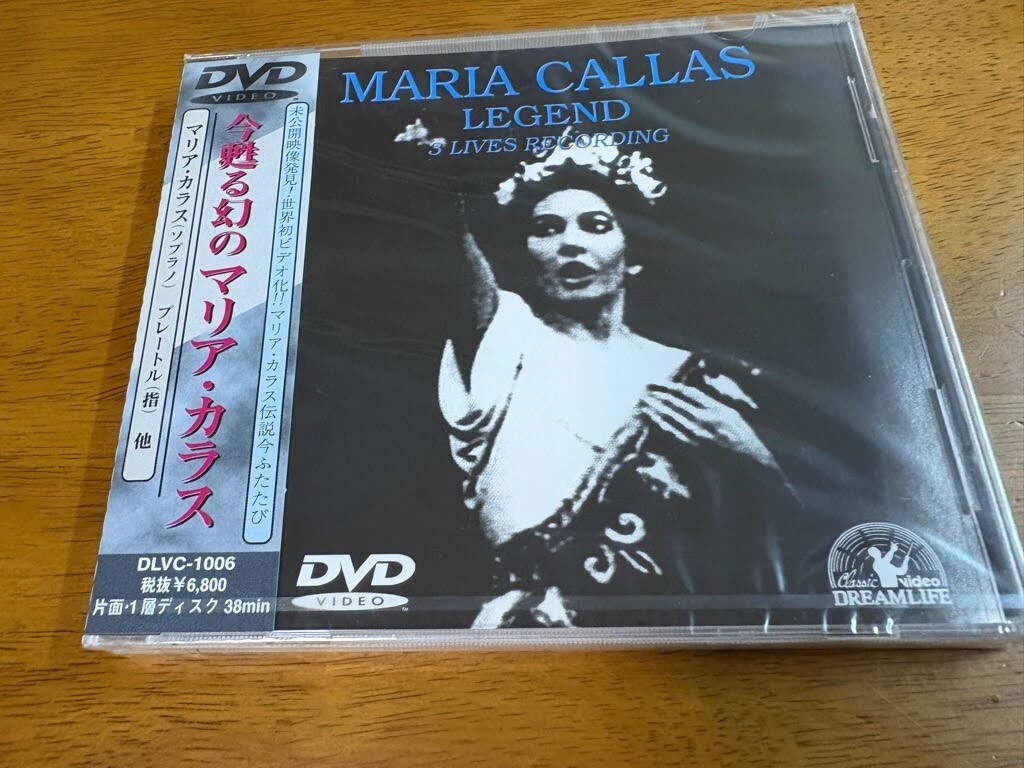 DVD
VIDEO
未公開映像発見!世界初ビデオ化!!マリア・カラス伝説今ふたたび
今甦る幻のマリア・カラス
マリア・カラス(ソプラノ) プレートル(指) 他
DLVC-1006
税抜¥6,800
片面・1層ディスク 38min
MARIA CALLAS
LEGEND
3 LIVES RECORDING
DVD
VIDEO
Classic video
DREAMLIFE